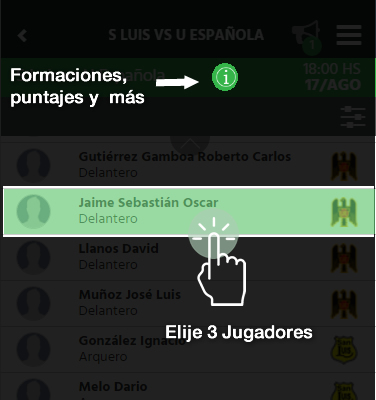 S LUIS VS U ESPAÑOLA
1
Formaciones,
puntajes y más
18:00 HS
17/AGO
Gutiérrez Gamboa Roberto Carlos
Delantero
Jaime Sebastián Oscar
Delantero
Llanos David
Delantero
Muñoz José Luis
Delantero
Elije 3 Jugadores
González Ignacio
Arquero
Melo Dario